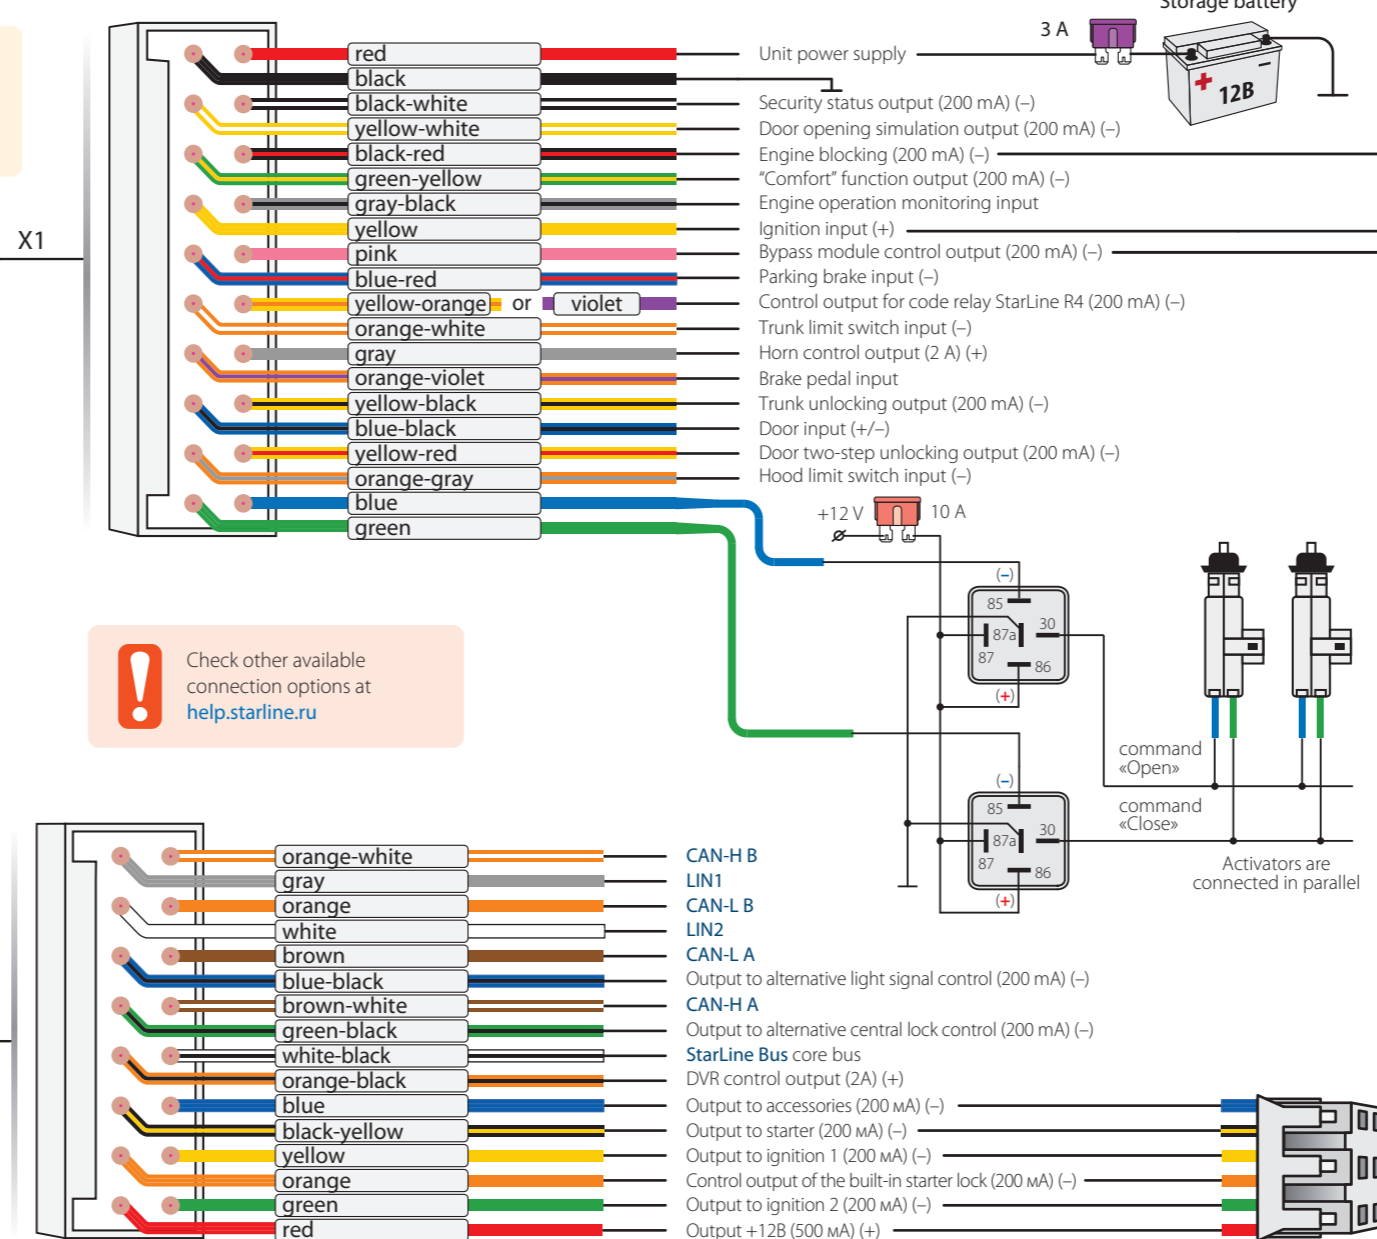 Storage battery
3 A
12В
X1
red
Unit power supply
black
black-white
Security status output (200 mA) (–)
yellow-white
Door opening simulation output (200 mA) (–)
black-red
Engine blocking (200 mA) (–)
green-yellow
“Comfort” function output (200 mA) (–)
gray-black
Engine operation monitoring input
yellow
Ignition input (+)
pink
Bypass module control output (200 mA) (–)
blue-red
Parking brake input (–)
yellow-orange or violet
Control output for code relay StarLine R4 (200 mA) (–)
orange-white
Trunk limit switch input (–)
gray
Horn control output (2 A) (+)
orange-violet
Brake pedal input
yellow-black
Trunk unlocking output (200 mA) (–)
blue-black
Door input (+/–)
yellow-red
Door two-step unlocking output (200 mA) (–)
orange-gray
Hood limit switch input (–)
blue
green
+12 V
10 A
(–)
85
87a
30
87
86
(+)
Check other available
connection options at
help.starline.ru
command
«Open»
(–)
85
87a
30
87
86
(+)
command
«Close»
Activators are
connected in parallel
orange-white
CAN-H B
gray
LIN1
orange
CAN-L B
white
LIN2
brown
CAN-L A
blue-black
Output to alternative light signal control (200 mA) (–)
brown-white
CAN-H A
green-black
Output to alternative central lock control (200 mA) (–)
white-black
StarLine Bus core bus
orange-black
DVR control output (2A) (+)
blue
Output to accessories (200 мА) (–)
black-yellow
Output to starter (200 мА) (–)
yellow
Output to ignition 1 (200 мА) (–)
orange
Control output of the built-in starter lock (200 мА) (–)
green
Output to ignition 2 (200 мА) (–)
red
Output +12В (500 мА) (+)